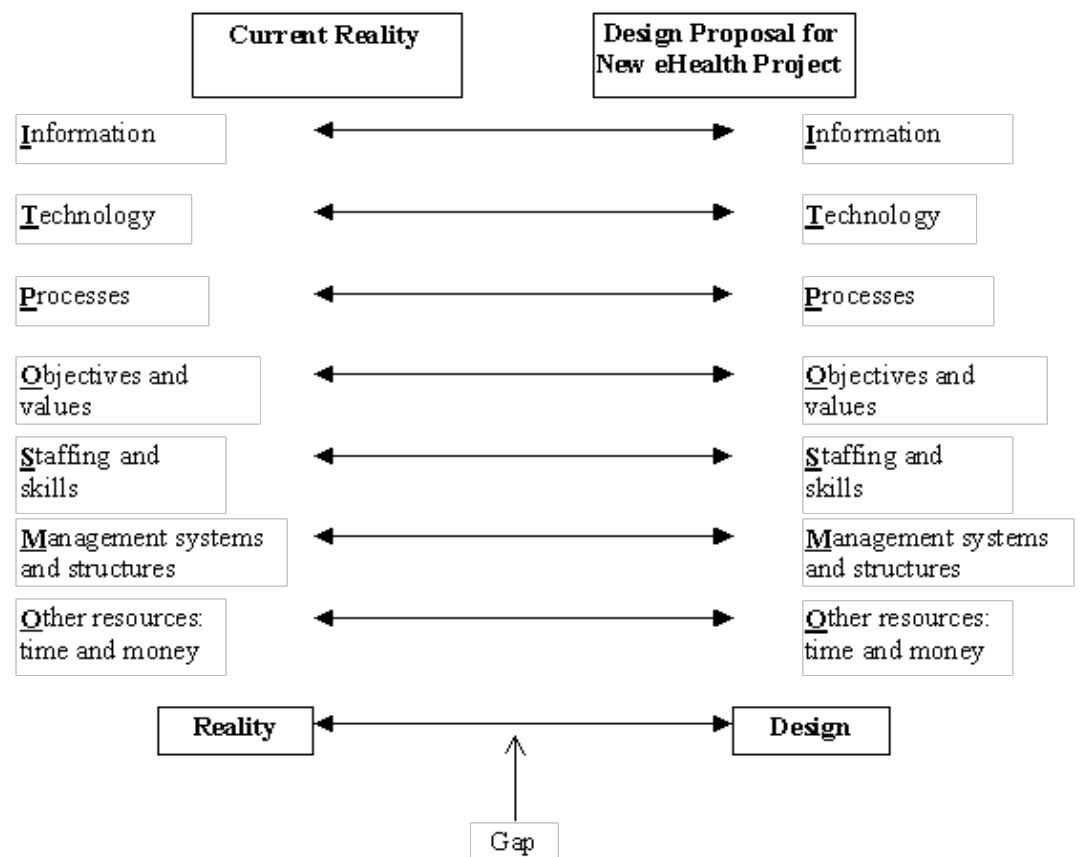 Current Reality
Design Proposal for
New eHealth Project
Information
Information
Technology
Technology
Processes
Processes
Objectives and
values
Objectives and
values
Staffing and
skills
Staffing and
skills
Management systems
and structures
Management systems
and structures
Other resources:
time and money
Other resources:
time and money
Reality
Design
Gap